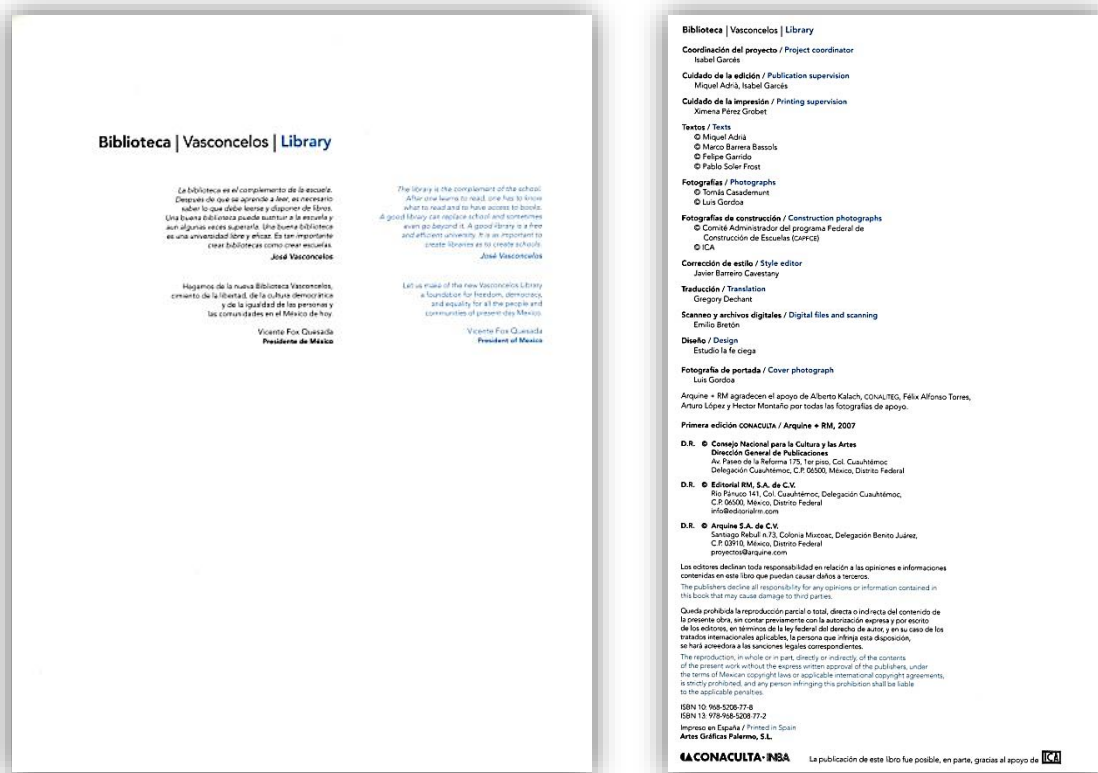 Biblioteca | Vasconcelos | Library
La biblioteca es el complemento de la escuela.
Después de que se aprende a leer, es necesario
saber lo que debe leerse y disponer de libros.
Una buena biblioteca puede sustituir a la escuela y
aun algunas veces superarla. Una buena biblioteca
es una universidad libre y eficaz. Es tan importante
crear bibliotecas como crear escuelas.
José Vasconcelos
Hagamos de la nueva Biblioteca Vasconcelos,
cimiento de la libertad, de la cultura democrática
y de la igualdad de las personas y
las comunidades en el México de hoy.
Vicente Fox Quesada
Presidente de México
The library is the complement of the school.
After one learns to read, one has to know
what to read and to have access to books.
A good library can replace school and sometimes
even go beyond it. A good library is a free
and efficient university. It is as important to
create libraries as to create schools.
José Vasconcelos
Let us make of the new Vasconcelos Library
a foundation for freedom, democracy,
and equality for all the people and
communities of present-day Mexico.
Vicente Fox Quesada
President of Mexico
Biblioteca | Vasconcelos | Library
Coordinación del proyecto / Project coordinator
Isabel Garcés
Cuidado de la edición / Publication supervision
Miquel Adrià, Isabel Garcés
Cuidado de la impresión / Printing supervision
Ximena Pérez Grobet
Textos / Texts
© Miquel Adrià
© Marco Barrera Bassols
© Felipe Garrido
© Pablo Soler Frost
Fotografías / Photographs
© Tomás Casademunt
© Luis Gordoa
Fotografías de construcción / Construction photographs
© Comité Administrador del programa Federal de
Construcción de Escuelas (CAPFCE)
© ICA
Corrección de estilo / Style editor
Javier Barreiro Cavestany
Traducción / Translation
Gregory Dechant
Scanneo y archivos digitales / Digital files and scanning
Emilio Bretón
Diseño / Design
Estudio la fe ciega
Fotografía de portada / Cover photograph
Luis Gordoa
Arquine + RM agradecen el apoyo de Alberto Kalach, CONALITEG, Félix Alfonso Torres,
Arturo López y Hector Montaño por todas las fotografías de apoyo.
Primera edición CONACULTA / Arquine + RM, 2007
D.R. © Consejo Nacional para la Cultura y las Artes
Dirección General de Publicaciones
Av. Paseo de la Reforma 175, 1er piso, Col. Cuauhtémoc
Delegación Cuauhtémoc, C.P. 06500, México, Distrito Federal
D.R. © Editorial RM, S.A. de C.V.
Río Pánuco 141, Col. Cuauhtémoc, Delegación Cuauhtémoc,
C.P. 06500, México, Distrito Federal
info@editorialrm.com
D.R. © Arquine S.A. de C.V.
Santiago Rebull n.73, Colonia Mixcoac, Delegación Benito Juárez,
C.P. 03910, México, Distrito Federal
proyectos@arquine.com
Los editores declinan toda responsabilidad en relación a las opiniones e informaciones
contenidas en este libro que puedan causar daños a terceros.
The publishers decline all responsibility for any opinions or information contained in
this book that may cause damage to third parties.
Queda prohibida la reproducción parcial o total, directa o indirecta del contenido de
la presente obra, sin contar previamente con la autorización expresa y por escrito
de los editores, en términos de la ley federal del derecho de autor, y en su caso de los
tratados internacionales aplicables, la persona que infrinja esta disposición,
se hará acreedora a las sanciones legales correspondientes.
The reproduction, in whole or in part, directly or indirectly, of the contents
of the present work without the express written approval of the publishers, under
the terms of Mexican copyright laws or applicable international copyright agreements,
is strictly prohibited, and any person infringing this prohibition shall be liable
to the applicable penalties.
ISBN 10: 968-5208-77-8
ISBN 13: 978-968-5208-77-2
Impreso en España / Printed in Spain
Artes Gráficas Palermo, S.L.
CONACULTA·INBA La publicación de este libro fue posible, en parte, gracias al apoyo de ICA